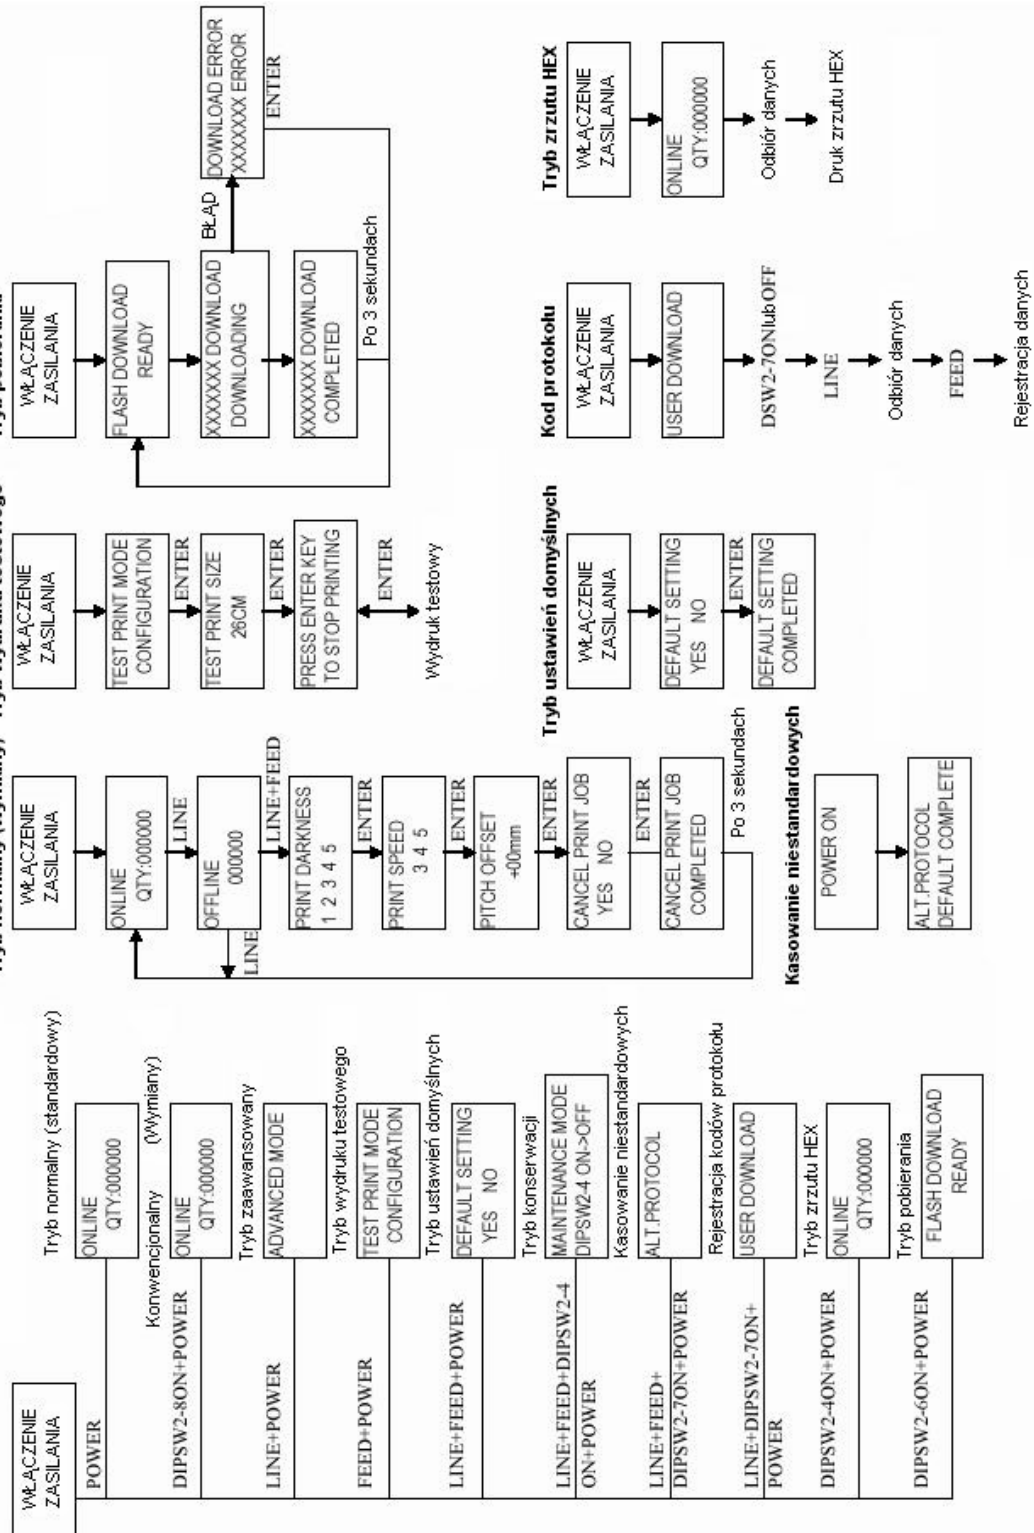 WŁĄCZENIE
ZASILANIA
POWER
Tryb normalny (standardowy)
ONLINE
QTY:000000
Konwencjonalny (Wymiany)
DIPSW2-8ON+POWER
ONLINE
QTY:000000
Tryb zaawansowany
LINE+POWER
ADVANCED MODE
Tryb wydruku testowego
FEED+POWER
TEST PRINT MODE
CONFIGURATION
Tryb ustawień domyślnych
LINE+FEED+POWER
DEFAULT SETTING
YES NO
Tryb konserwacji
LINE+FEED+DIPSW2-4
ON+POWER
MAINTENANCE MODE
DIPSW2-4 ON->OFF
Kasowanie niestandardowych
LINE+FEED+
DIPSW2-7ON+POWER
ALT.PROTOCOL
Rejestracja kodów protokołu
LINE+DIPSW2-7ON+
POWER
USER DOWNLOAD
Tryb zrzutu HEX
DIPSW2-4ON+POWER
ONLINE
QTY:000000
Tryb pobierania
DIPSW2-6ON+POWER
FLASH DOWNLOAD
READY
WŁĄCZENIE
ZASILANIA
ONLINE
QTY:000000
LINE
OFFLINE
000000
LINE
LINE+FEED
PRINT DARKNESS
1 2 3 4 5
ENTER
PRINT SPEED
3 4 5
ENTER
PITCH OFFSET
+00mm
ENTER
CANCEL PRINT JOB
YES NO
ENTER
CANCEL PRINT JOB
COMPLETED
Po 3 sekundach
Kasowanie niestandardowych
POWER ON
ALT.PROTOCOL
DEFAULT COMPLETE
WŁĄCZENIE
ZASILANIA
TEST PRINT MODE
CONFIGURATION
ENTER
TEST PRINT SIZE
26CM
ENTER
PRESS ENTER KEY
TO STOP PRINTING
ENTER
Wydruk testowy
Tryb ustawień domyślnych
WŁĄCZENIE
ZASILANIA
DEFAULT SETTING
YES NO
ENTER
DEFAULT SETTING
COMPLETED
WŁĄCZENIE
ZASILANIA
FLASH DOWNLOAD
READY
XXXXXXX DOWNLOAD
DOWNLOADING
BŁĄD
DOWNLOAD ERROR
XXXXXXX ERROR
ENTER
XXXXXXX DOWNLOAD
COMPLETED
Po 3 sekundach
Kod protokołu
WŁĄCZENIE
ZASILANIA
USER DOWNLOAD
DSW2-7ONlubOFF
LINE
Odbiór danych
FEED
Rejestracja danych
Tryb zrzutu HEX
WŁĄCZENIE
ZASILANIA
ONLINE
QTY:000000
Odbiór danych
Druk zrzutu HEX